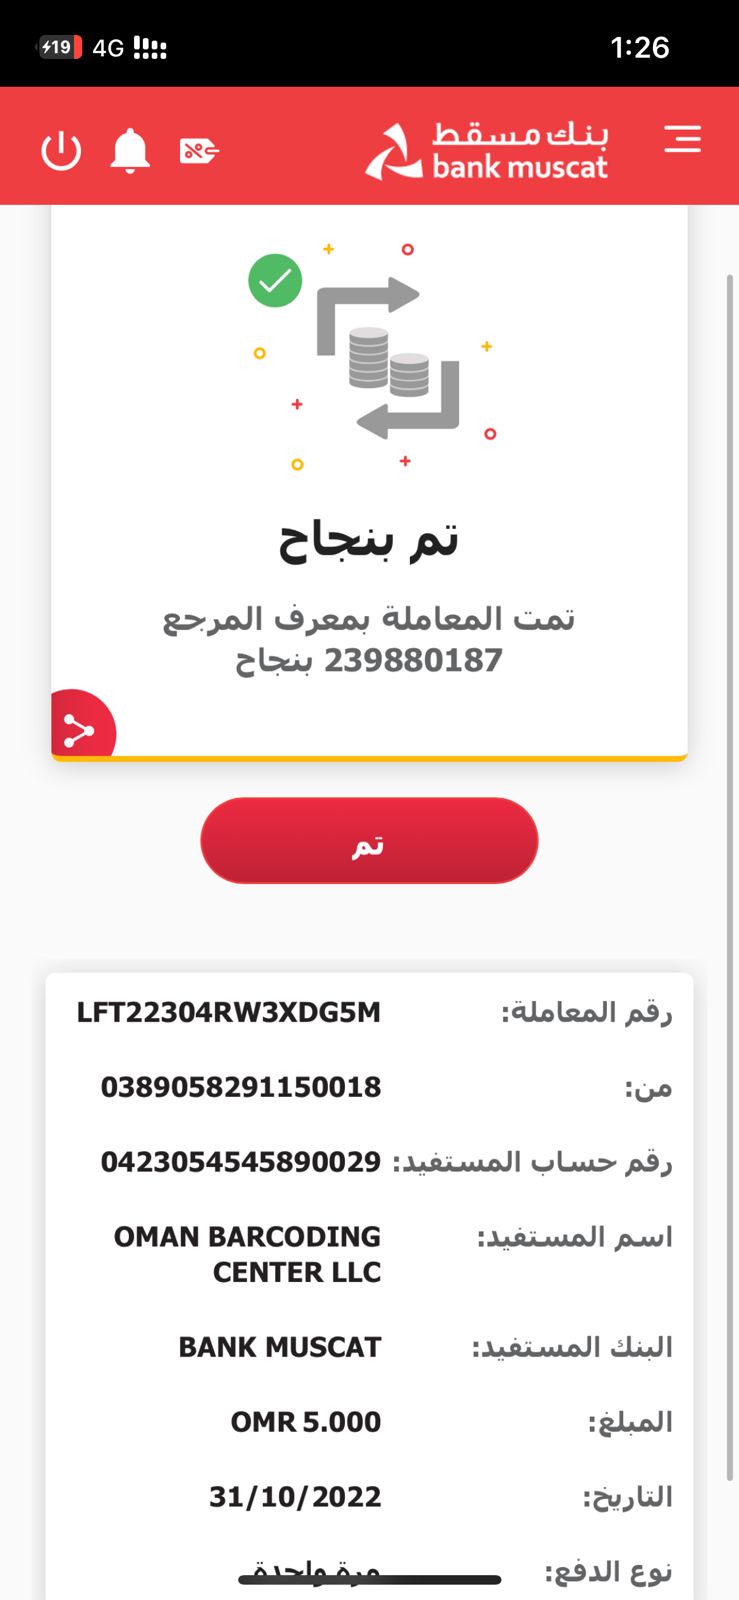 19 4G 1:26
بنك مسقط
bank muscat
تم بنجاح
تمت المعاملة بمعرف المرجع
239880187 بنجاح
تم
رقم المعاملة: LFT22304RW3XDG5M
من: 0389058291150018
رقم حساب المستفيد: 0423054545890029
اسم المستفيد: OMAN BARCODING
CENTER LLC
البنك المستفيد: BANK MUSCAT
المبلغ: OMR 5.000
التاريخ: 31/10/2022
نوع الدفع: مرة واحدة